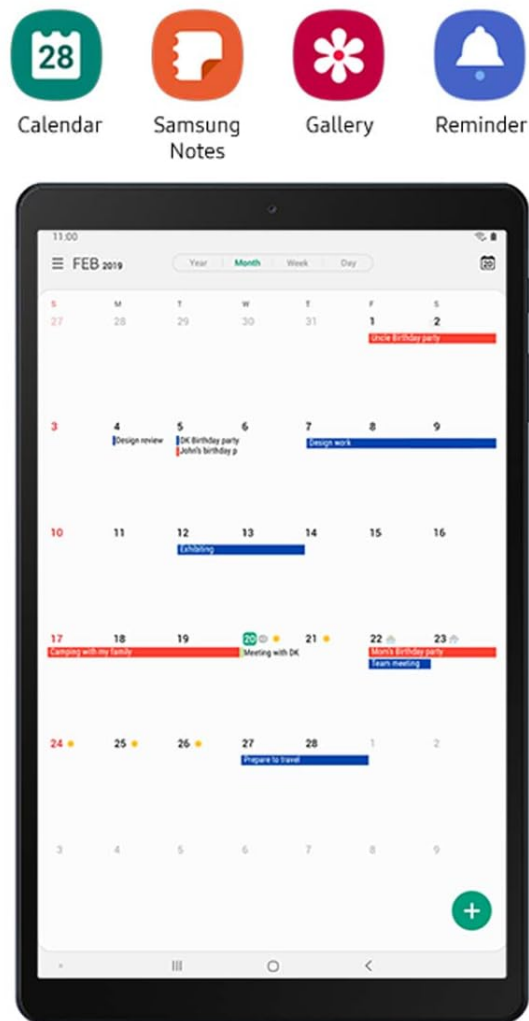 28
Calendar
Samsung
Notes
Gallery
Reminder
11:00
FEB 2019
Year Month Week Day
20
S M T W T F S
27 28 29 30 31 1 2
Uncle Birthday party
3 4 5 6 7 8 9
Design review DK Birthday party Design work
John's birthday p
10 11 12 13 14 15 16
Exhibiting
17 18 19 20 21 22 23
Camping with my family Meeting with DK Mom's Birthday party
Team meeting
24 25 26 27 28 1 2
Prepare to travel
3 4 5 6 7 8 9